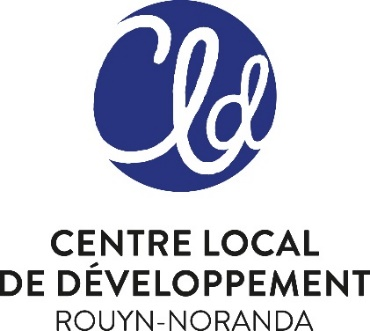 Cld
CENTRE LOCAL
DE DÉVELOPPEMENT
ROUYN-NORANDA